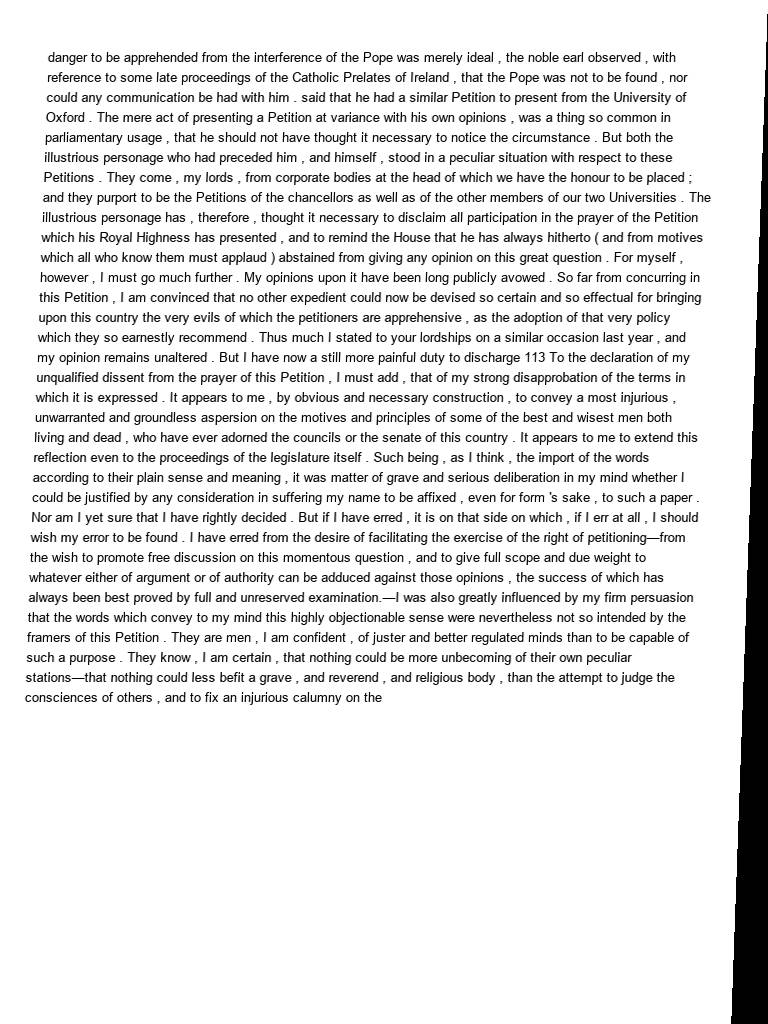 danger to be apprehended from the interference of the Pope was merely ideal , the noble earl observed , with
reference to some late proceedings of the Catholic Prelates of Ireland , that the Pope was not to be found , nor
could any communication be had with him . said that he had a similar Petition to present from the University of
Oxford . The mere act of presenting a Petition at variance with his own opinions , was a thing so common in
parliamentary usage , that he should not have thought it necessary to notice the circumstance . But both the
illustrious personage who had preceded him , and himself , stood in a peculiar situation with respect to these
Petitions . They come , my lords , from corporate bodies at the head of which we have the honour to be placed ;
and they purport to be the Petitions of the chancellors as well as of the other members of our two Universities . The
illustrious personage has , therefore , thought it necessary to disclaim all participation in the prayer of the Petition
which his Royal Highness has presented , and to remind the House that he has always hitherto ( and from motives
which all who know them must applaud ) abstained from giving any opinion on this great question . For myself ,
however , I must go much further . My opinions upon it have been long publicly avowed . So far from concurring in
this Petition , I am convinced that no other expedient could now be devised so certain and so effectual for bringing
upon this country the very evils of which the petitioners are apprehensive , as the adoption of that very policy
which they so earnestly recommend . Thus much I stated to your lordships on a similar occasion last year , and
my opinion remains unaltered . But I have now a still more painful duty to discharge 113 To the declaration of my
unqualified dissent from the prayer of this Petition , I must add , that of my strong disapprobation of the terms in
which it is expressed . It appears to me , by obvious and necessary construction , to convey a most injurious ,
unwarranted and groundless aspersion on the motives and principles of some of the best and wisest men both
living and dead , who have ever adorned the councils or the senate of this country . It appears to me to extend this
reflection even to the proceedings of the legislature itself . Such being , as I think , the import of the words
according to their plain sense and meaning , it was matter of grave and serious deliberation in my mind whether I
could be justified by any consideration in suffering my name to be affixed , even for form 's sake , to such a paper .
Nor am I yet sure that I have rightly decided . But if I have erred , it is on that side on which , if I err at all , I should
wish my error to be found . I have erred from the desire of facilitating the exercise of the right of petitioning—from
the wish to promote free discussion on this momentous question , and to give full scope and due weight to
whatever either of argument or of authority can be adduced against those opinions , the success of which has
always been best proved by full and unreserved examination.—I was also greatly influenced by my firm persuasion
that the words which convey to my mind this highly objectionable sense were nevertheless not so intended by the
framers of this Petition . They are men , I am confident , of juster and better regulated minds than to be capable of
such a purpose . They know , I am certain , that nothing could be more unbecoming of their own peculiar
stations—that nothing could less befit a grave , and reverend , and religious body , than the attempt to judge the
consciences of others , and to fix an injurious calumny on the